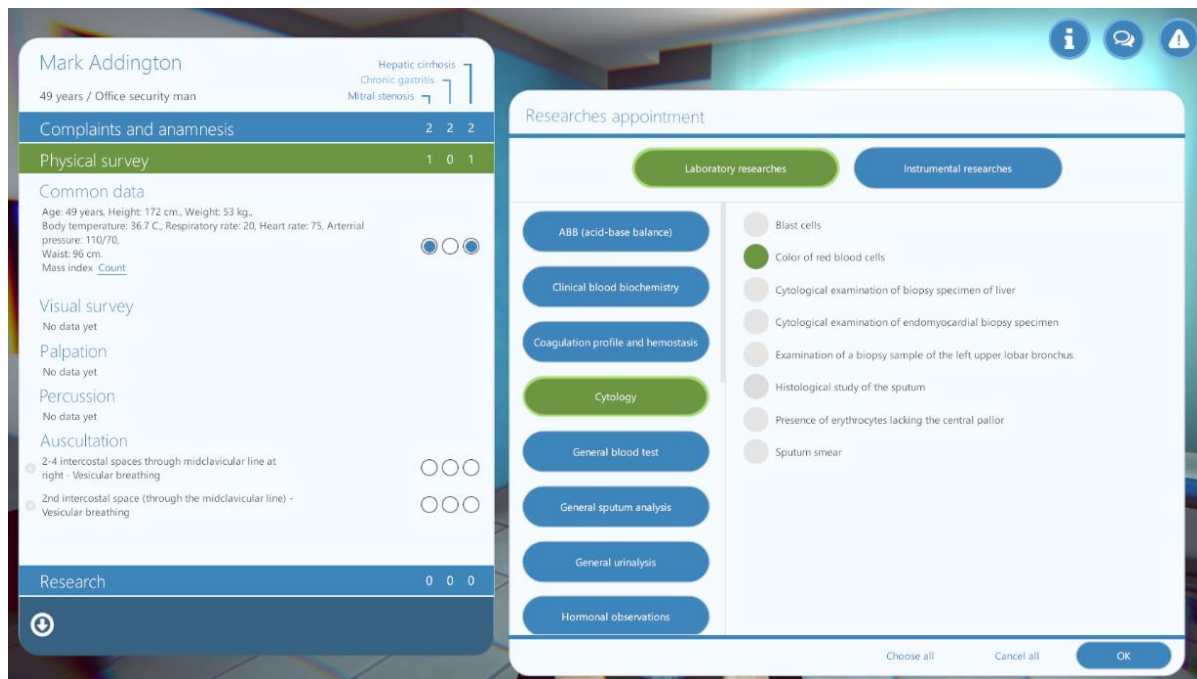 Mark Addington
49 years / Office security man
Hepatic cirrhosis
Chronic gastritis
Mitral stenosis
Complaints and anamnesis 2 2 2
Physical survey 1 0 1
Common data
Age: 49 years, Height: 172 cm., Weight: 53 kg.,
Body temperature: 36.7 C., Respiratory rate: 20, Heart rate: 75, Arterrial
pressure: 110/70,
Waist: 96 cm.
Mass index Count
Visual survey
No data yet
Palpation
No data yet
Percussion
No data yet
Auscultation
2-4 intercostal spaces through midclavicular line at
right - Vesicular breathing
2nd intercostal space (through the midclavicular line) -
Vesicular breathing
Research 0 0 0
Researches appointment
Laboratory researches
Instrumental researches
ABB (acid-base balance)
Clinical blood biochemistry
Coagulation profile and hemostasis
Cytology
General blood test
General sputum analysis
General urinalysis
Hormonal observations
Blast cells
Color of red blood cells
Cytological examination of biopsy specimen of liver
Cytological examination of endomyocardial biopsy specimen
Examination of a biopsy sample of the left upper lobar bronchus
Histological study of the sputum
Presence of erythrocytes lacking the central pallor
Sputum smear
Choose all
Cancel all
OK